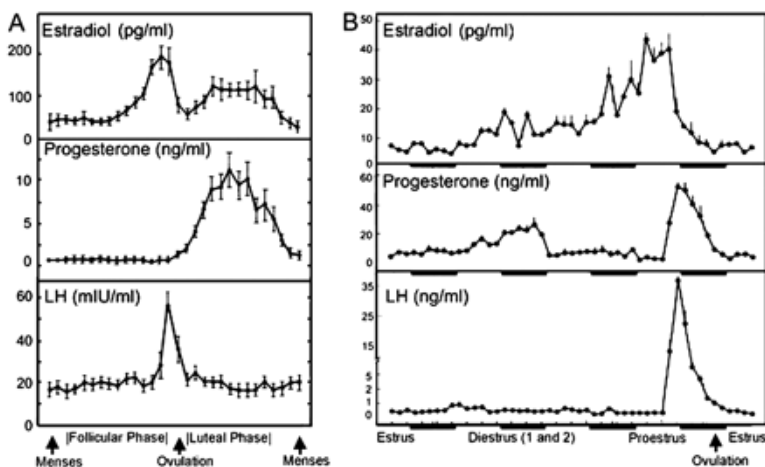 A
Estradiol (pg/ml)
200
100
0
Progesterone (ng/ml)
10
5
0
LH (mIU/ml)
60
40
20
0
|Follicular Phase| |Luteal Phase|
Menses Ovulation Menses
B
Estradiol (pg/ml)
50
40
30
20
10
0
Progesterone (ng/ml)
60
40
20
0
LH (ng/ml)
35
25
15
5
2
1
0
Estrus Diestrus (1 and 2) Proestrus Estrus
Ovulation